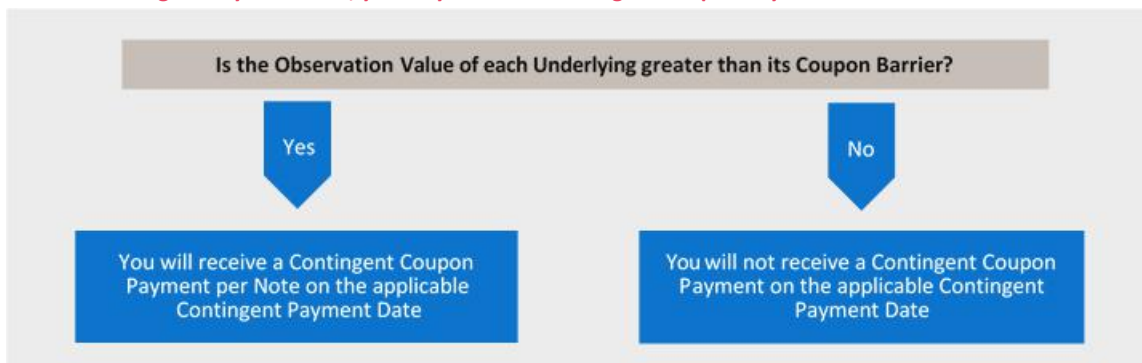 Is the Observation Value of each Underlying greater than its Coupon Barrier?
Yes
No
You will receive a Contingent Coupon
Payment per Note on the applicable
Contingent Payment Date
You will not receive a Contingent Coupon
Payment on the applicable Contingent
Payment Date